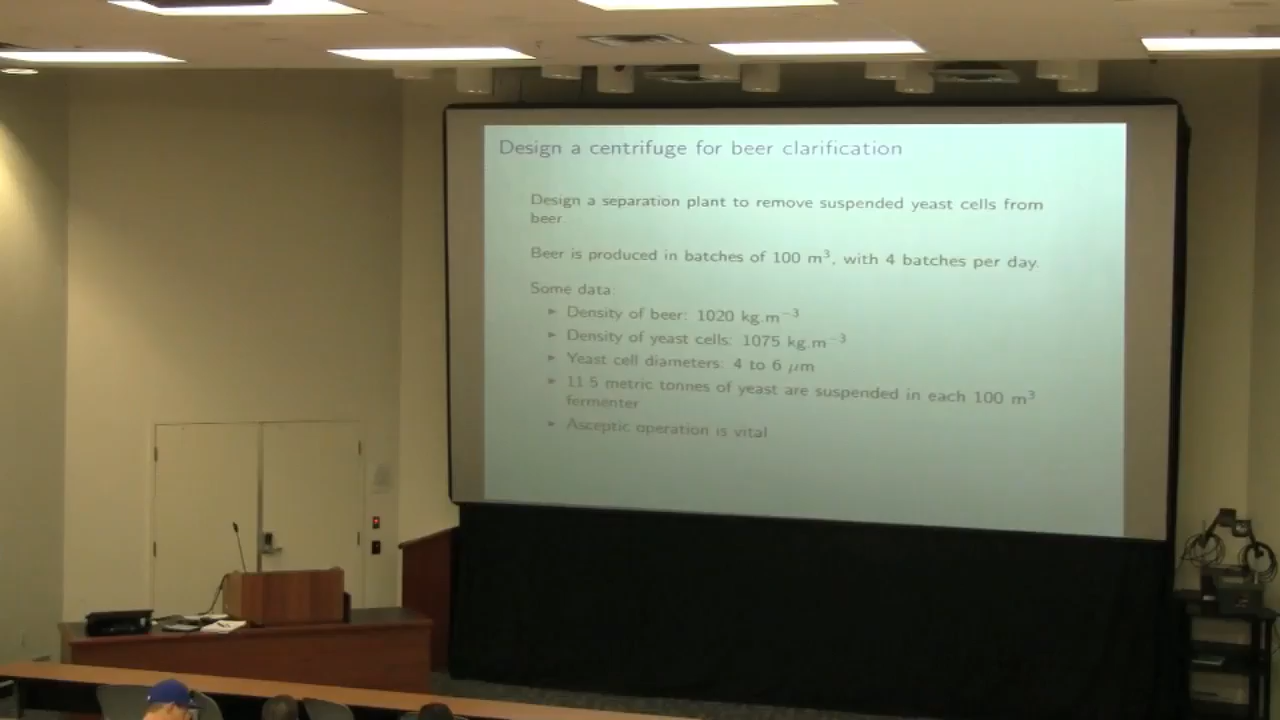 Design a centrifuge for beer clarification
Design a separation plant to remove suspended yeast cells from
beer.
Beer is produced in batches of 100 m³, with 4 batches per day.
Some data:
► Density of beer: 1020 kg.m⁻³
► Density of yeast cells: 1075 kg.m⁻³
► Yeast cell diameters: 4 to 6 μm
► 11.5 metric tonnes of yeast are suspended in each 100 m³
fermenter
► Asceptic operation is vital